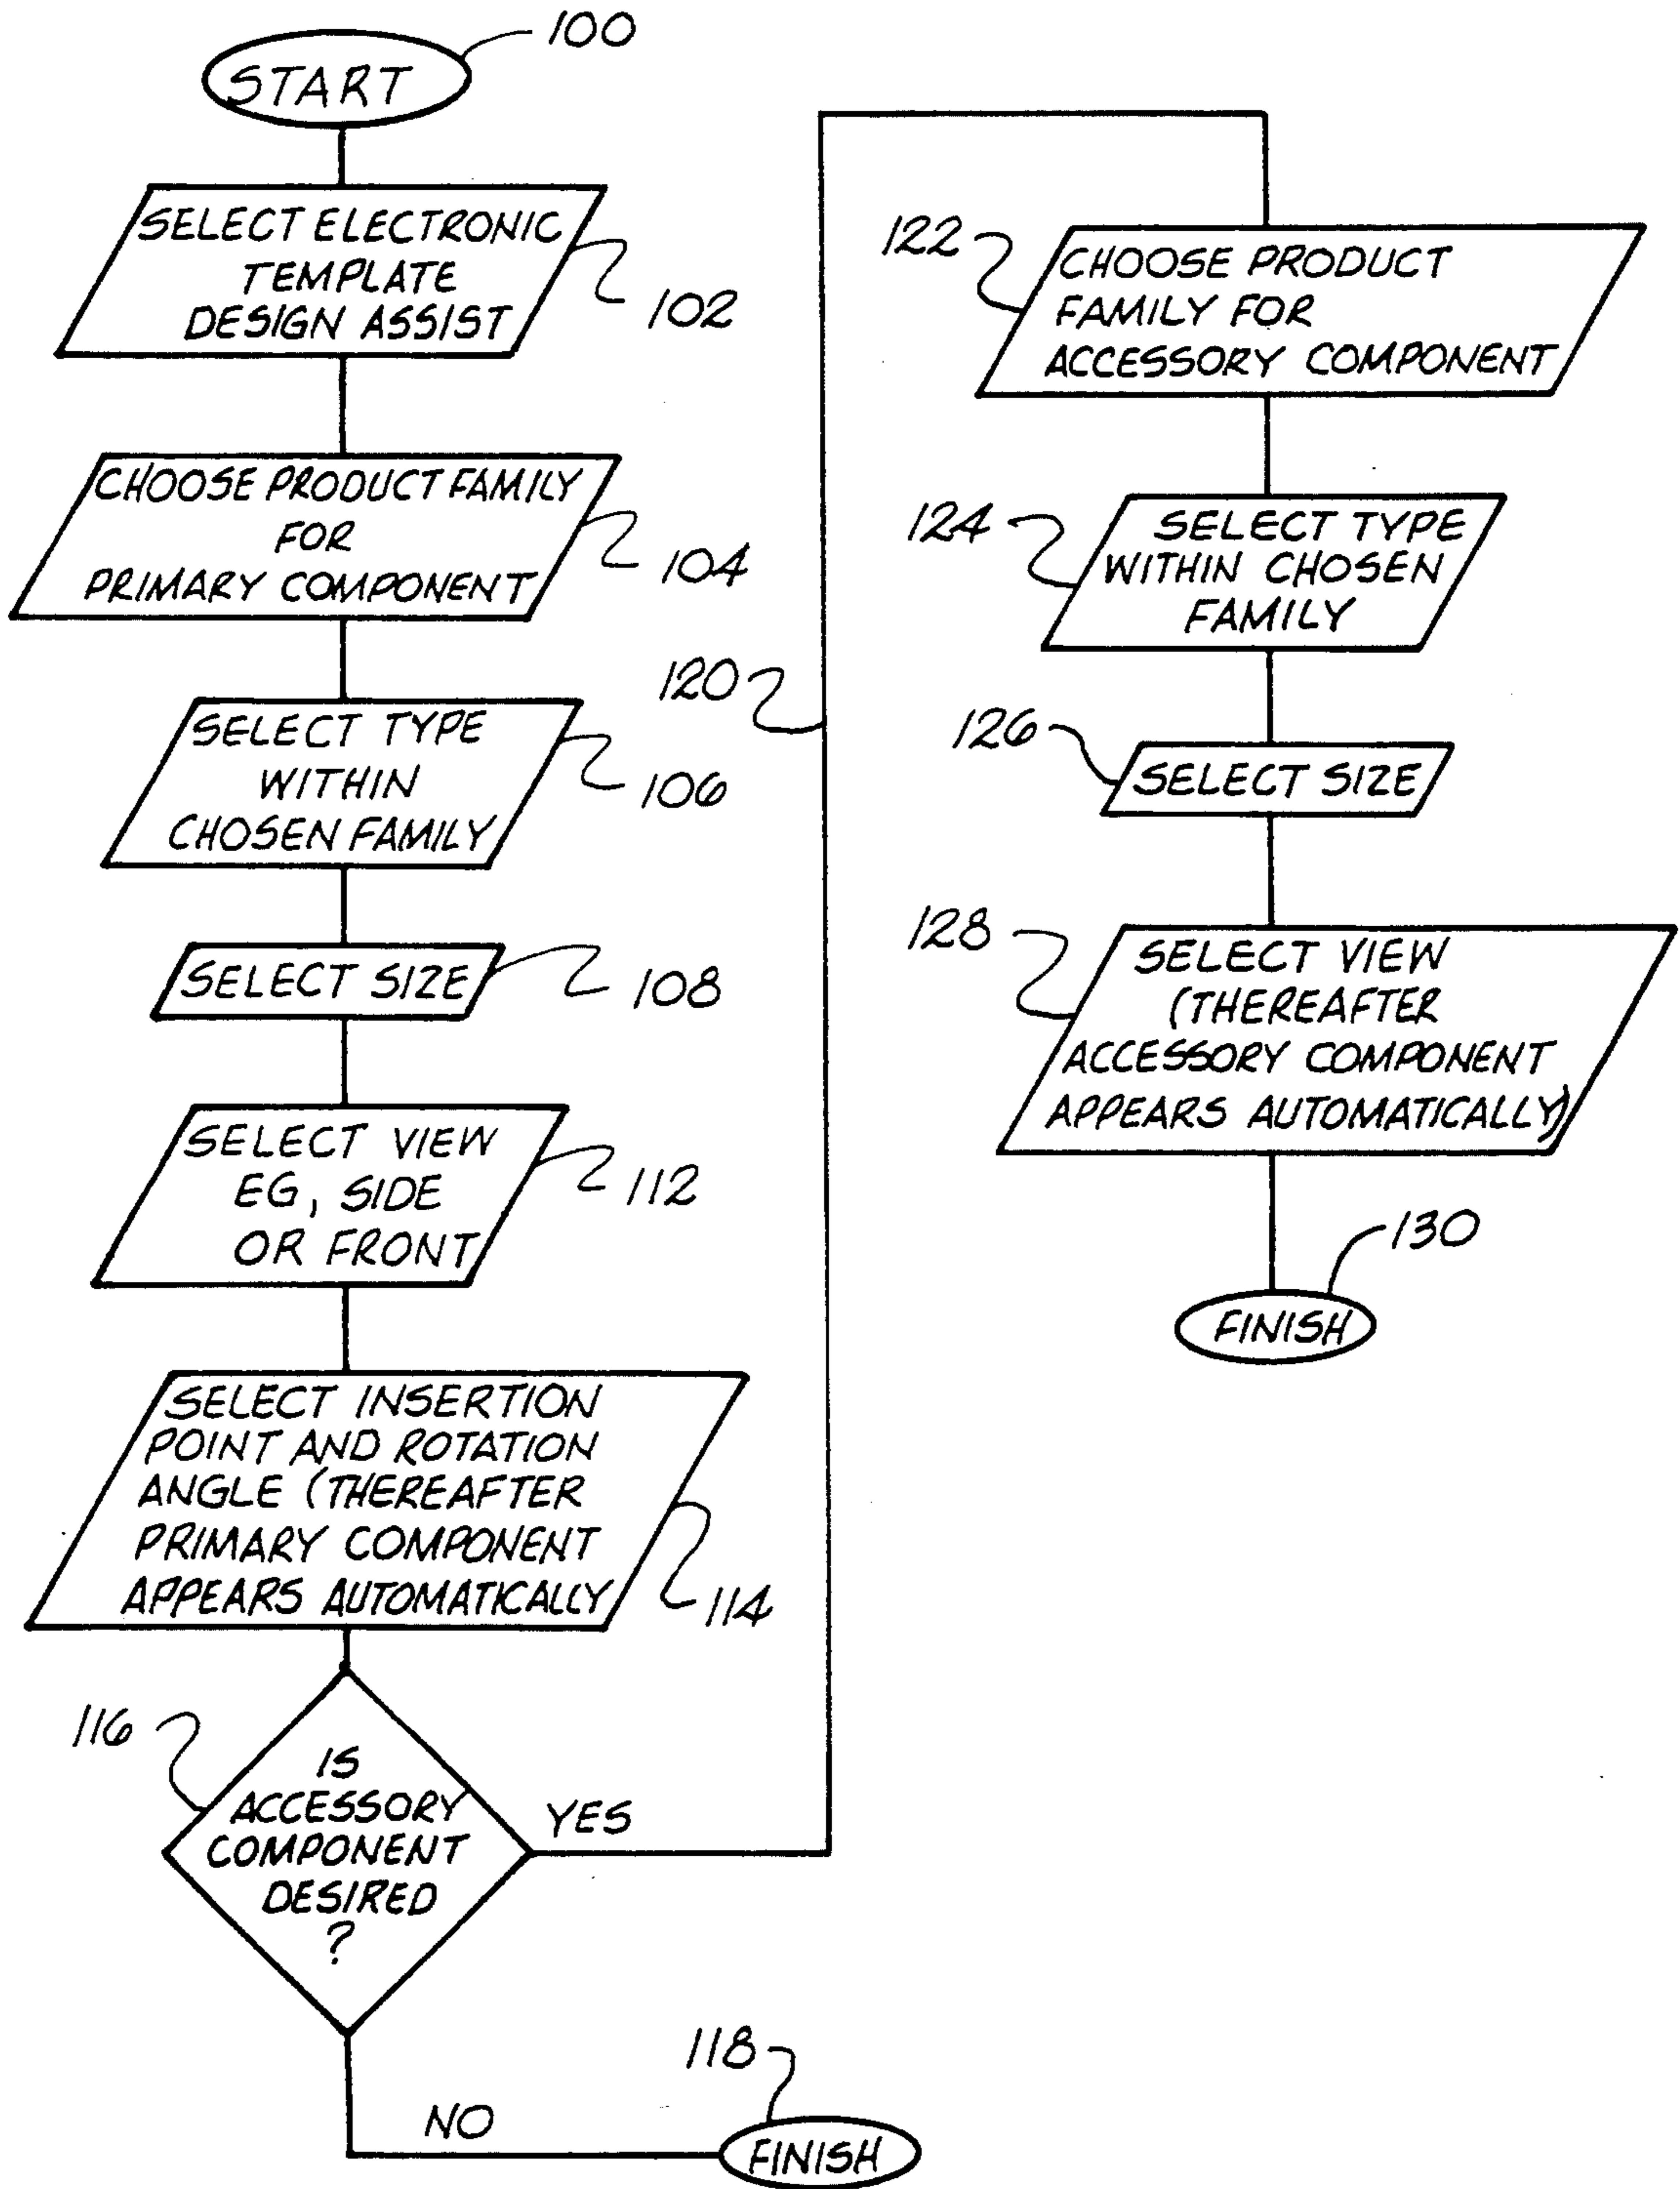 START
100
SELECT ELECTRONIC
TEMPLATE
DESIGN ASSIST
102
CHOOSE PRODUCT FAMILY
FOR
PRIMARY COMPONENT
104
SELECT TYPE
WITHIN
CHOSEN FAMILY
106
SELECT SIZE
108
SELECT VIEW
EG, SIDE
OR FRONT
112
SELECT INSERTION
POINT AND ROTATION
ANGLE (THEREAFTER
PRIMARY COMPONENT
APPEARS AUTOMATICALLY
114
116
IS
ACCESSORY
COMPONENT
DESIRED
?
YES
NO
118
FINISH
120
122
CHOOSE PRODUCT
FAMILY FOR
ACCESSORY COMPONENT
124
SELECT TYPE
WITHIN CHOSEN
FAMILY
126
SELECT SIZE
128
SELECT VIEW
(THEREAFTER
ACCESSORY COMPONENT
APPEARS AUTOMATICALLY)
130
FINISH